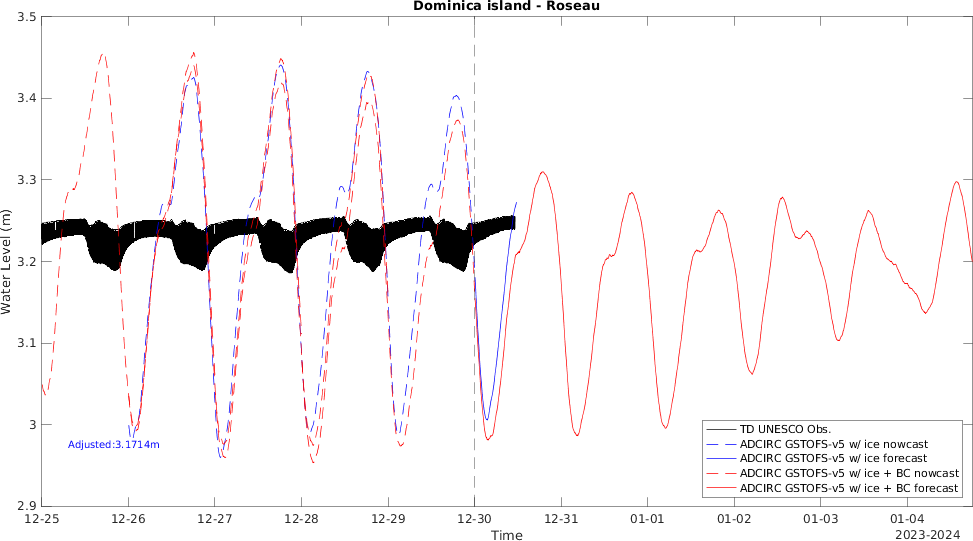 Dominica island - Roseau
3.5
3.4
3.3
3.2
3.1
3
2.9
Water Level (m)
Adjusted:3.1714m
TD UNESCO Obs.
ADCIRC GSTOFS-v5 w/ ice nowcast
ADCIRC GSTOFS-v5 w/ ice forecast
ADCIRC GSTOFS-v5 w/ ice + BC nowcast
ADCIRC GSTOFS-v5 w/ ice + BC forecast
12-25 12-26 12-27 12-28 12-29 12-30 12-31 01-01 01-02 01-03 01-04
Time
2023-2024